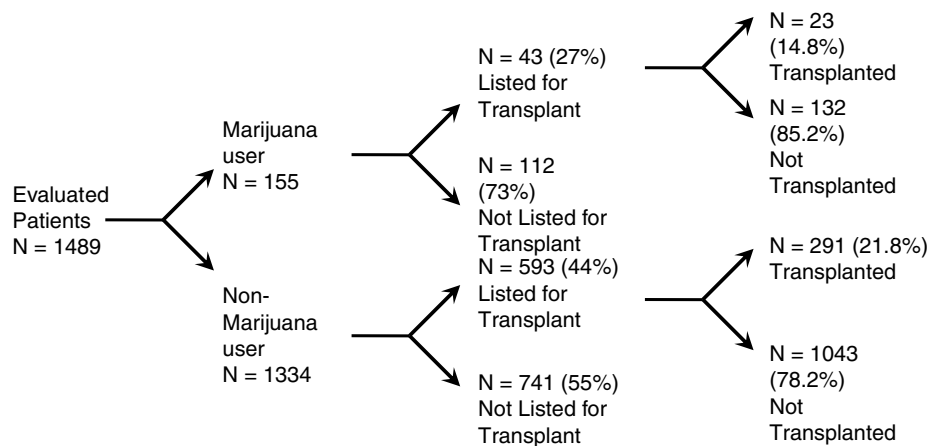 Evaluated
Patients
N = 1489
Marijuana
user
N = 155
Non-
Marijuana
user
N = 1334
N = 43 (27%)
Listed for
Transplant
N = 112
(73%)
Not Listed for
Transplant
N = 593 (44%)
Listed for
Transplant
N = 741 (55%)
Not Listed for
Transplant
N = 23
(14.8%)
Transplanted
N = 132
(85.2%)
Not
Transplanted
N = 291 (21.8%)
Transplanted
N = 1043
(78.2%)
Not
Transplanted